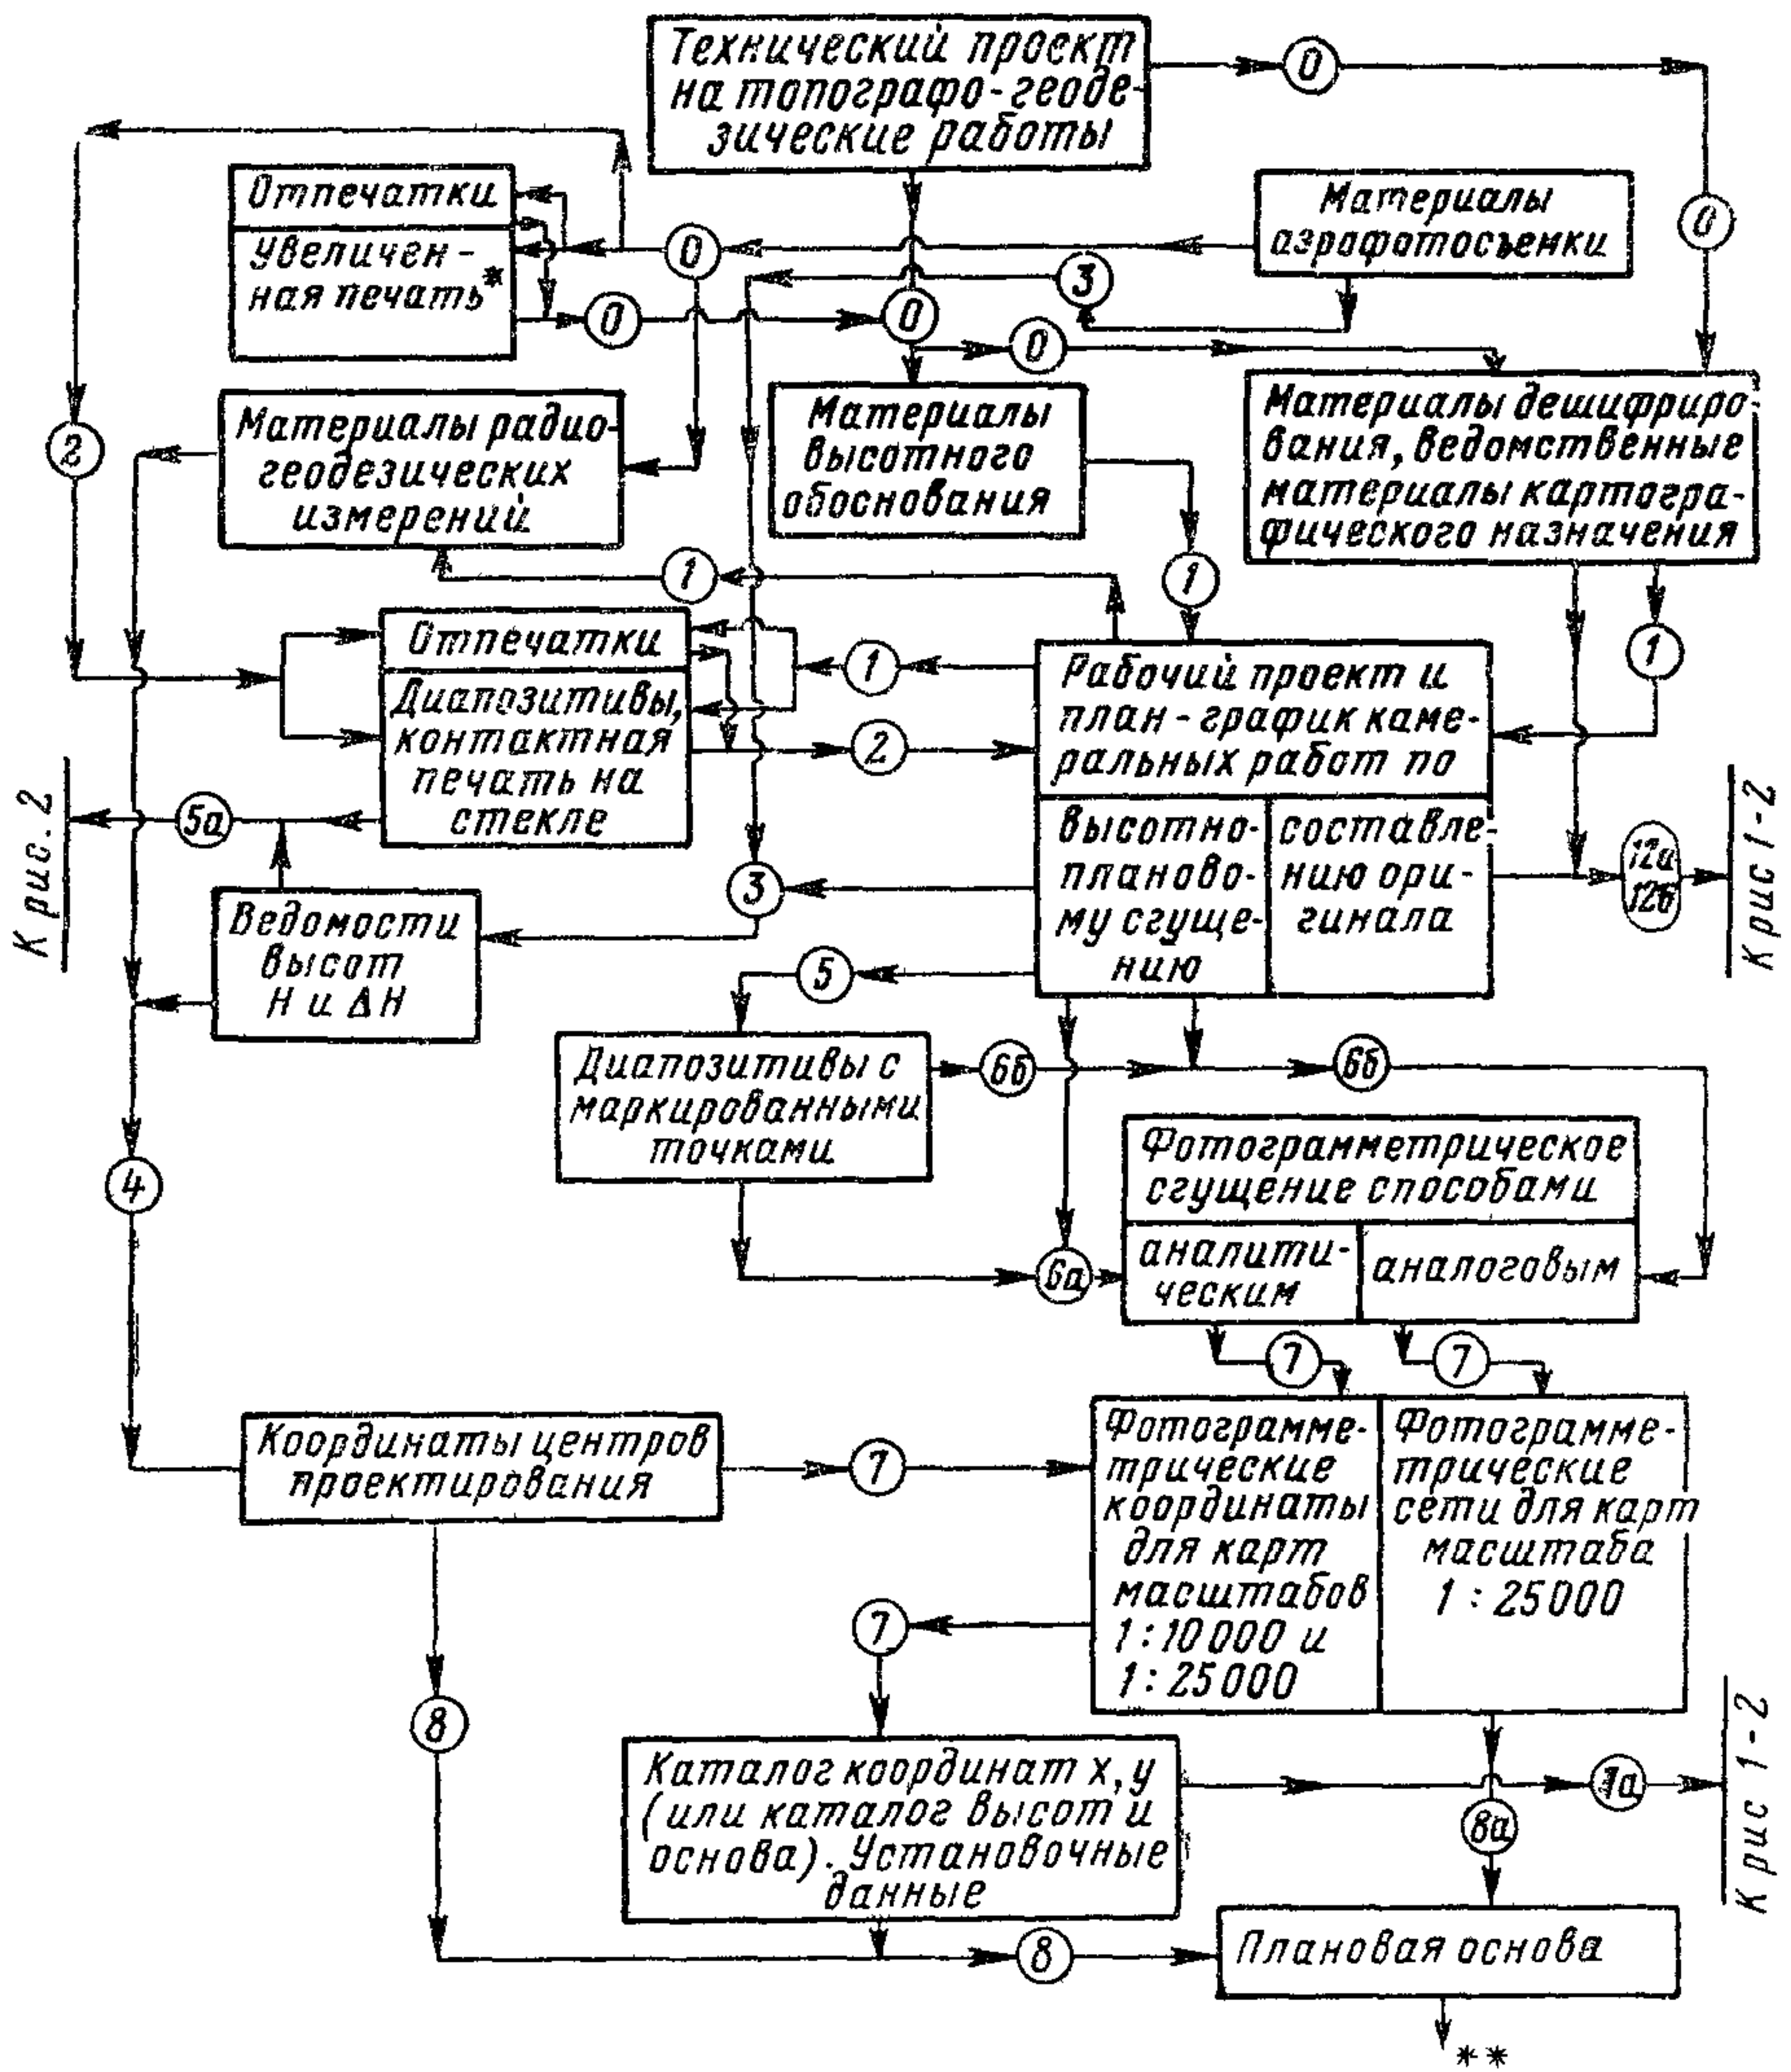 Технический проект
на топографо-геоде-
зические работы
0
Отпечатки
Увеличен-
ная печать*
Материалы
аэрофотосъемки
0
0
3
0
0
0
Материалы радио-
геодезических
измерений
Материалы
высотного
обоснования
Материалы дешифриро-
вания, ведомственные
материалы картогра-
фического назначения
2
1
1
1
Отпечатки
Диапозитивы,
контактная
печать на
стекле
1
2
Рабочий проект и
план-график каме-
ральных работ по
высотно-
планово-
му сгуще-
нию
составле-
нию ори-
гинала
К рис. 2
5а
3
12а
12б
К рис 1-2
Ведомости
высот
Н и ΔН
5
Диапозитивы с
маркированными
точками
6б
6б
4
Фотограмметрическое
сгущение способами
аналити-
ческим
аналоговым
6а
7
7
Координаты центров
проектирования
7
Фотограмме-
трические
координаты
для карт
масштабов
1:10 000 и
1:25 000
Фотограмме-
трические
сети для карт
масштаба
1:25 000
7
8
Каталог координат х, у
(или каталог высот и
основа). Установочные
данные
7а
К рис 1-2
8а
8
Плановая основа
**